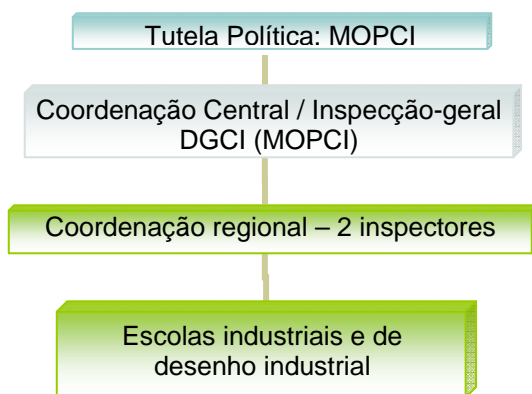 Tutela Política: MOPCI
Coordenação Central / Inspecção-geral
DGCI (MOPCI)
Coordenação regional – 2 inspectores
Escolas industriais e de
desenho industrial